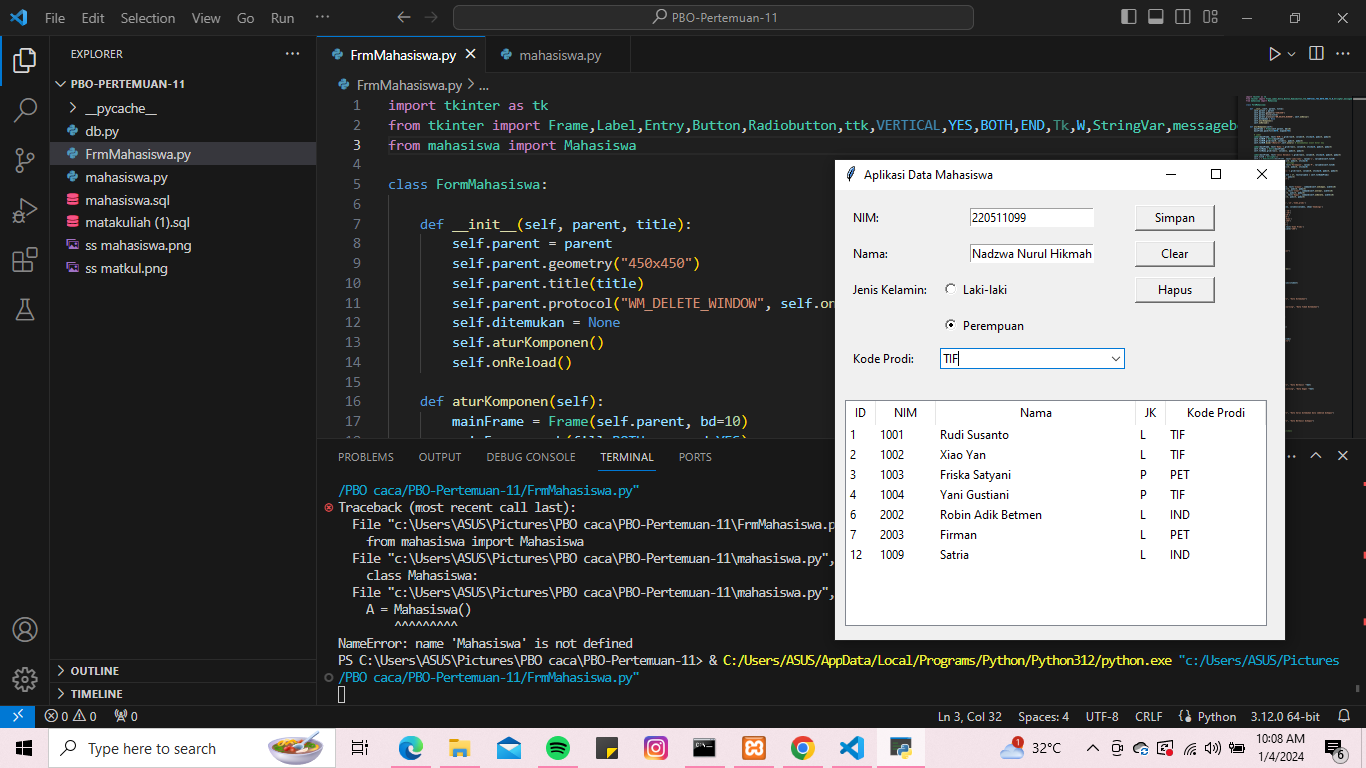 File Edit Selection View Go Run ··· PBO-Pertemuan-11
EXPLORER ···
PBO-PERTEMUAN-11
__pycache__
db.py
FrmMahasiswa.py
mahasiswa.py
mahasiswa.sql
matakuliah (1).sql
ss mahasiswa.png
ss matkul.png
OUTLINE
TIMELINE
FrmMahasiswa.py mahasiswa.py
FrmMahasiswa.py > ...
1 import tkinter as tk
2 from tkinter import Frame,Label,Entry,Button,Radiobutton,ttk,VERTICAL,YES,BOTH,END,Tk,W,StringVar,messageb
3 from mahasiswa import Mahasiswa
4
5 class FormMahasiswa:
6
7 def __init__(self, parent, title):
8 self.parent = parent
9 self.parent.geometry("450x450")
10 self.parent.title(title)
11 self.parent.protocol("WM_DELETE_WINDOW", self.on
12 self.ditemukan = None
13 self.aturKomponen()
14 self.onReload()
15
16 def aturKomponen(self):
17 mainFrame = Frame(self.parent, bd=10)
PROBLEMS OUTPUT DEBUG CONSOLE TERMINAL PORTS
/PBO caca/PBO-Pertemuan-11/FrmMahasiswa.py"
Traceback (most recent call last):
File "c:\Users\ASUS\Pictures\PBO caca\PBO-Pertemuan-11\FrmMahasiswa.p
from mahasiswa import Mahasiswa
File "c:\Users\ASUS\Pictures\PBO caca\PBO-Pertemuan-11\mahasiswa.py",
class Mahasiswa:
File "c:\Users\ASUS\Pictures\PBO caca\PBO-Pertemuan-11\mahasiswa.py",
A = Mahasiswa()
^^^^^^^^^
NameError: name 'Mahasiswa' is not defined
PS C:\Users\ASUS\Pictures\PBO caca\PBO-Pertemuan-11> & C:/Users/ASUS/AppData/Local/Programs/Python/Python312/python.exe "c:/Users/ASUS/Pictures
/PBO caca/PBO-Pertemuan-11/FrmMahasiswa.py"
Aplikasi Data Mahasiswa
NIM: 220511099 Simpan
Nama: Nadzwa Nurul Hikmah Clear
Jenis Kelamin: Laki-laki Hapus
Perempuan
Kode Prodi: TIF
ID NIM Nama JK Kode Prodi
1 1001 Rudi Susanto L TIF
2 1002 Xiao Yan L TIF
3 1003 Friska Satyani P PET
4 1004 Yani Gustiani P TIF
6 2002 Robin Adik Betmen L IND
7 2003 Firman L PET
12 1009 Satria L IND
0 0 0 Ln 3, Col 32 Spaces: 4 UTF-8 CRLF Python 3.12.0 64-bit
Type here to search 1 32°C 10:08 AM
1/4/2024 6